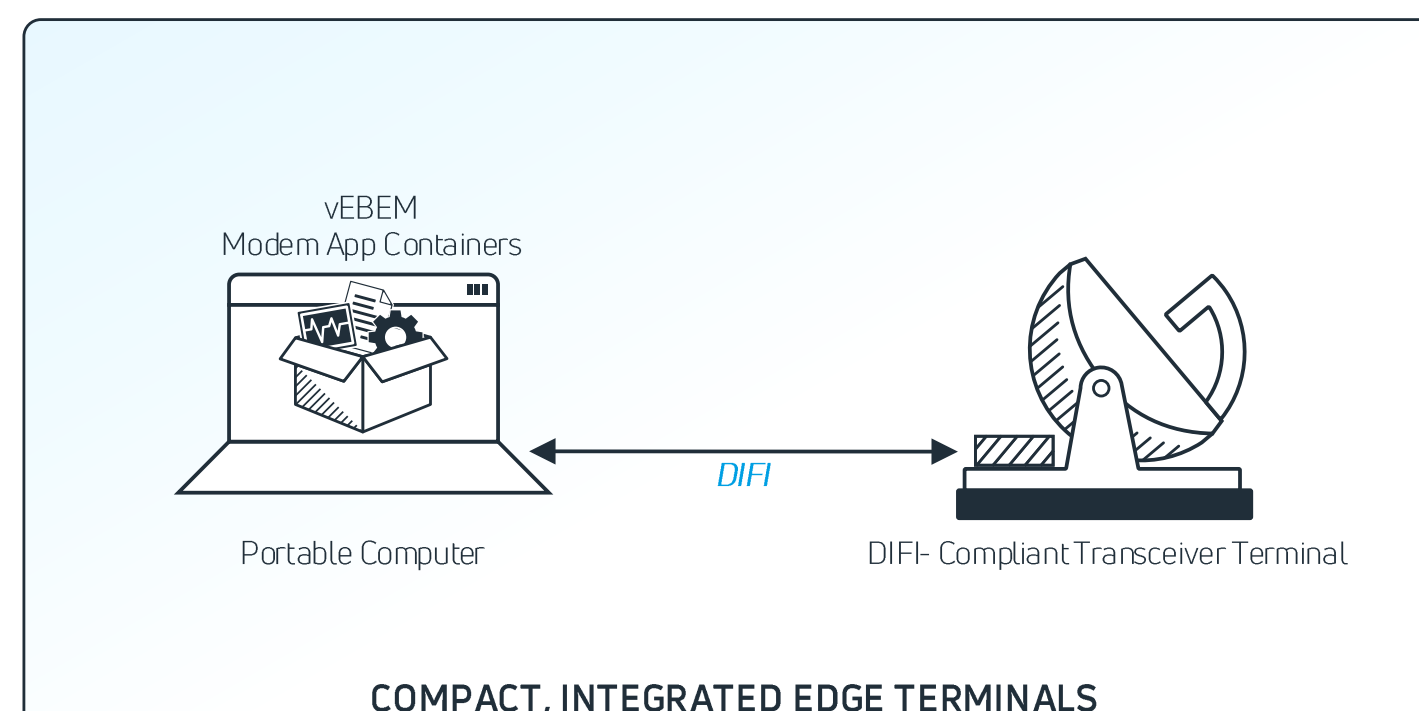 vEBEM
Modem App Containers
DIFI
Portable Computer
DIFI- Compliant Transceiver Terminal
COMPACT, INTEGRATED EDGE TERMINALS